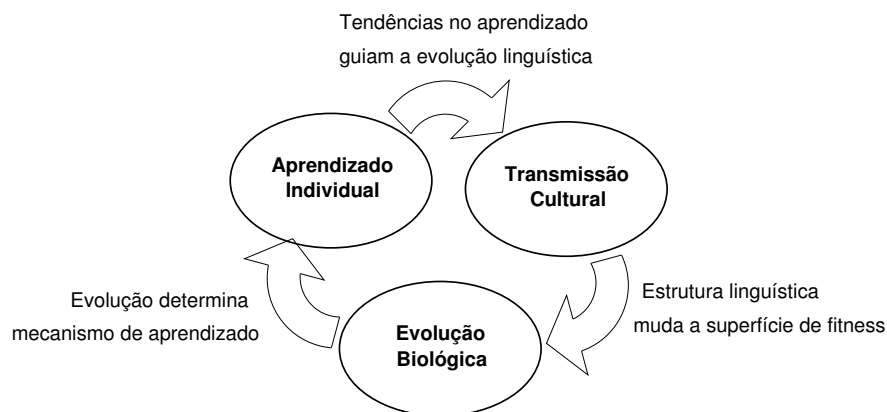 Tendências no aprendizado
guiam a evolução linguística
Aprendizado
Individual
Transmissão
Cultural
Evolução determina
mecanismo de aprendizado
Estrutura linguística
muda a superfície de fitness
Evolução
Biológica